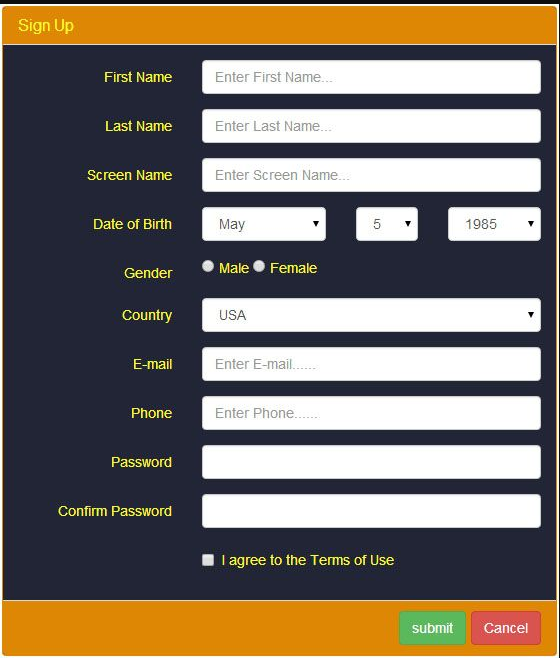 Sign Up
First Name Enter First Name...
Last Name Enter Last Name...
Screen Name Enter Screen Name...
Date of Birth May 5 1985
Gender Male Female
Country USA
E-mail Enter E-mail......
Phone Enter Phone......
Password
Confirm Password
I agree to the Terms of Use
submit Cancel